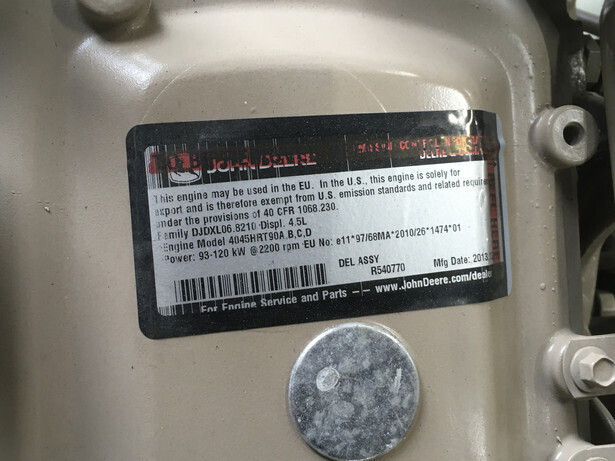 JOHN DEERE
This engine may be used in the EU. In the U.S., this engine is solely for
export and is therefore exempt from U.S. emission standards and related require
under the provisions of 40 CFR 1068.230.
Family DJDXL06.8210 Displ. 4.5L
Engine Model 4045HRT90A,B,C,D
Power: 93-120 kW @ 2200 rpm EU No: e11*97/68MA*2010/26*1474*01
DEL ASSY
R540770
Mfg Date: 2013
For Engine Service and Parts -- www.JohnDeere.com/dealer